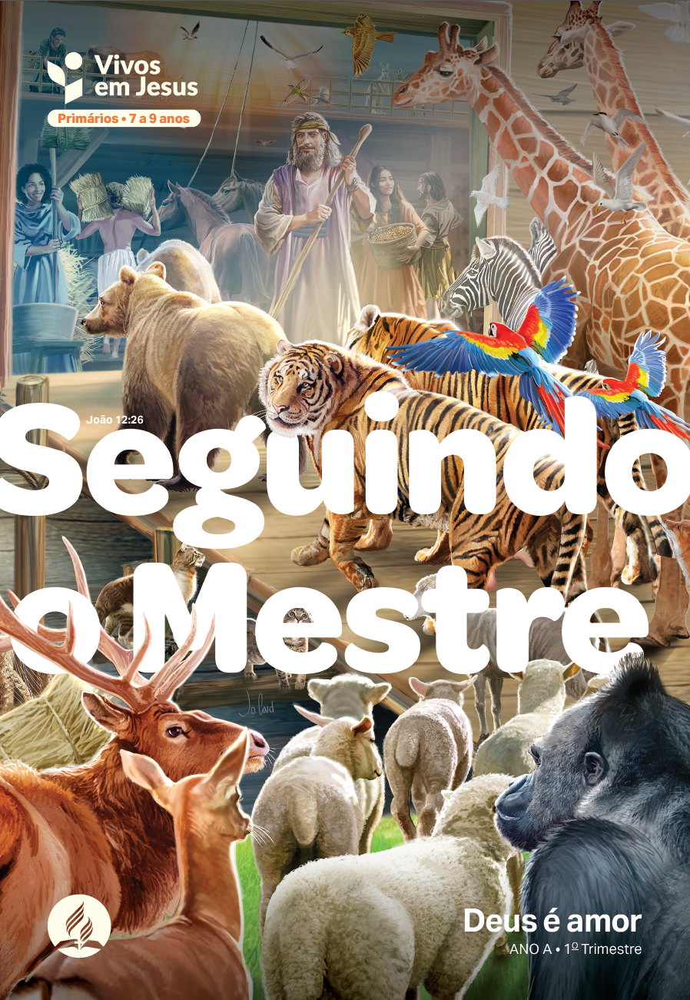 Vivos
em Jesus
Primários • 7 a 9 anos
João 12:26
Seguindo
o Mestre
Deus é amor
ANO A • 1º Trimestre